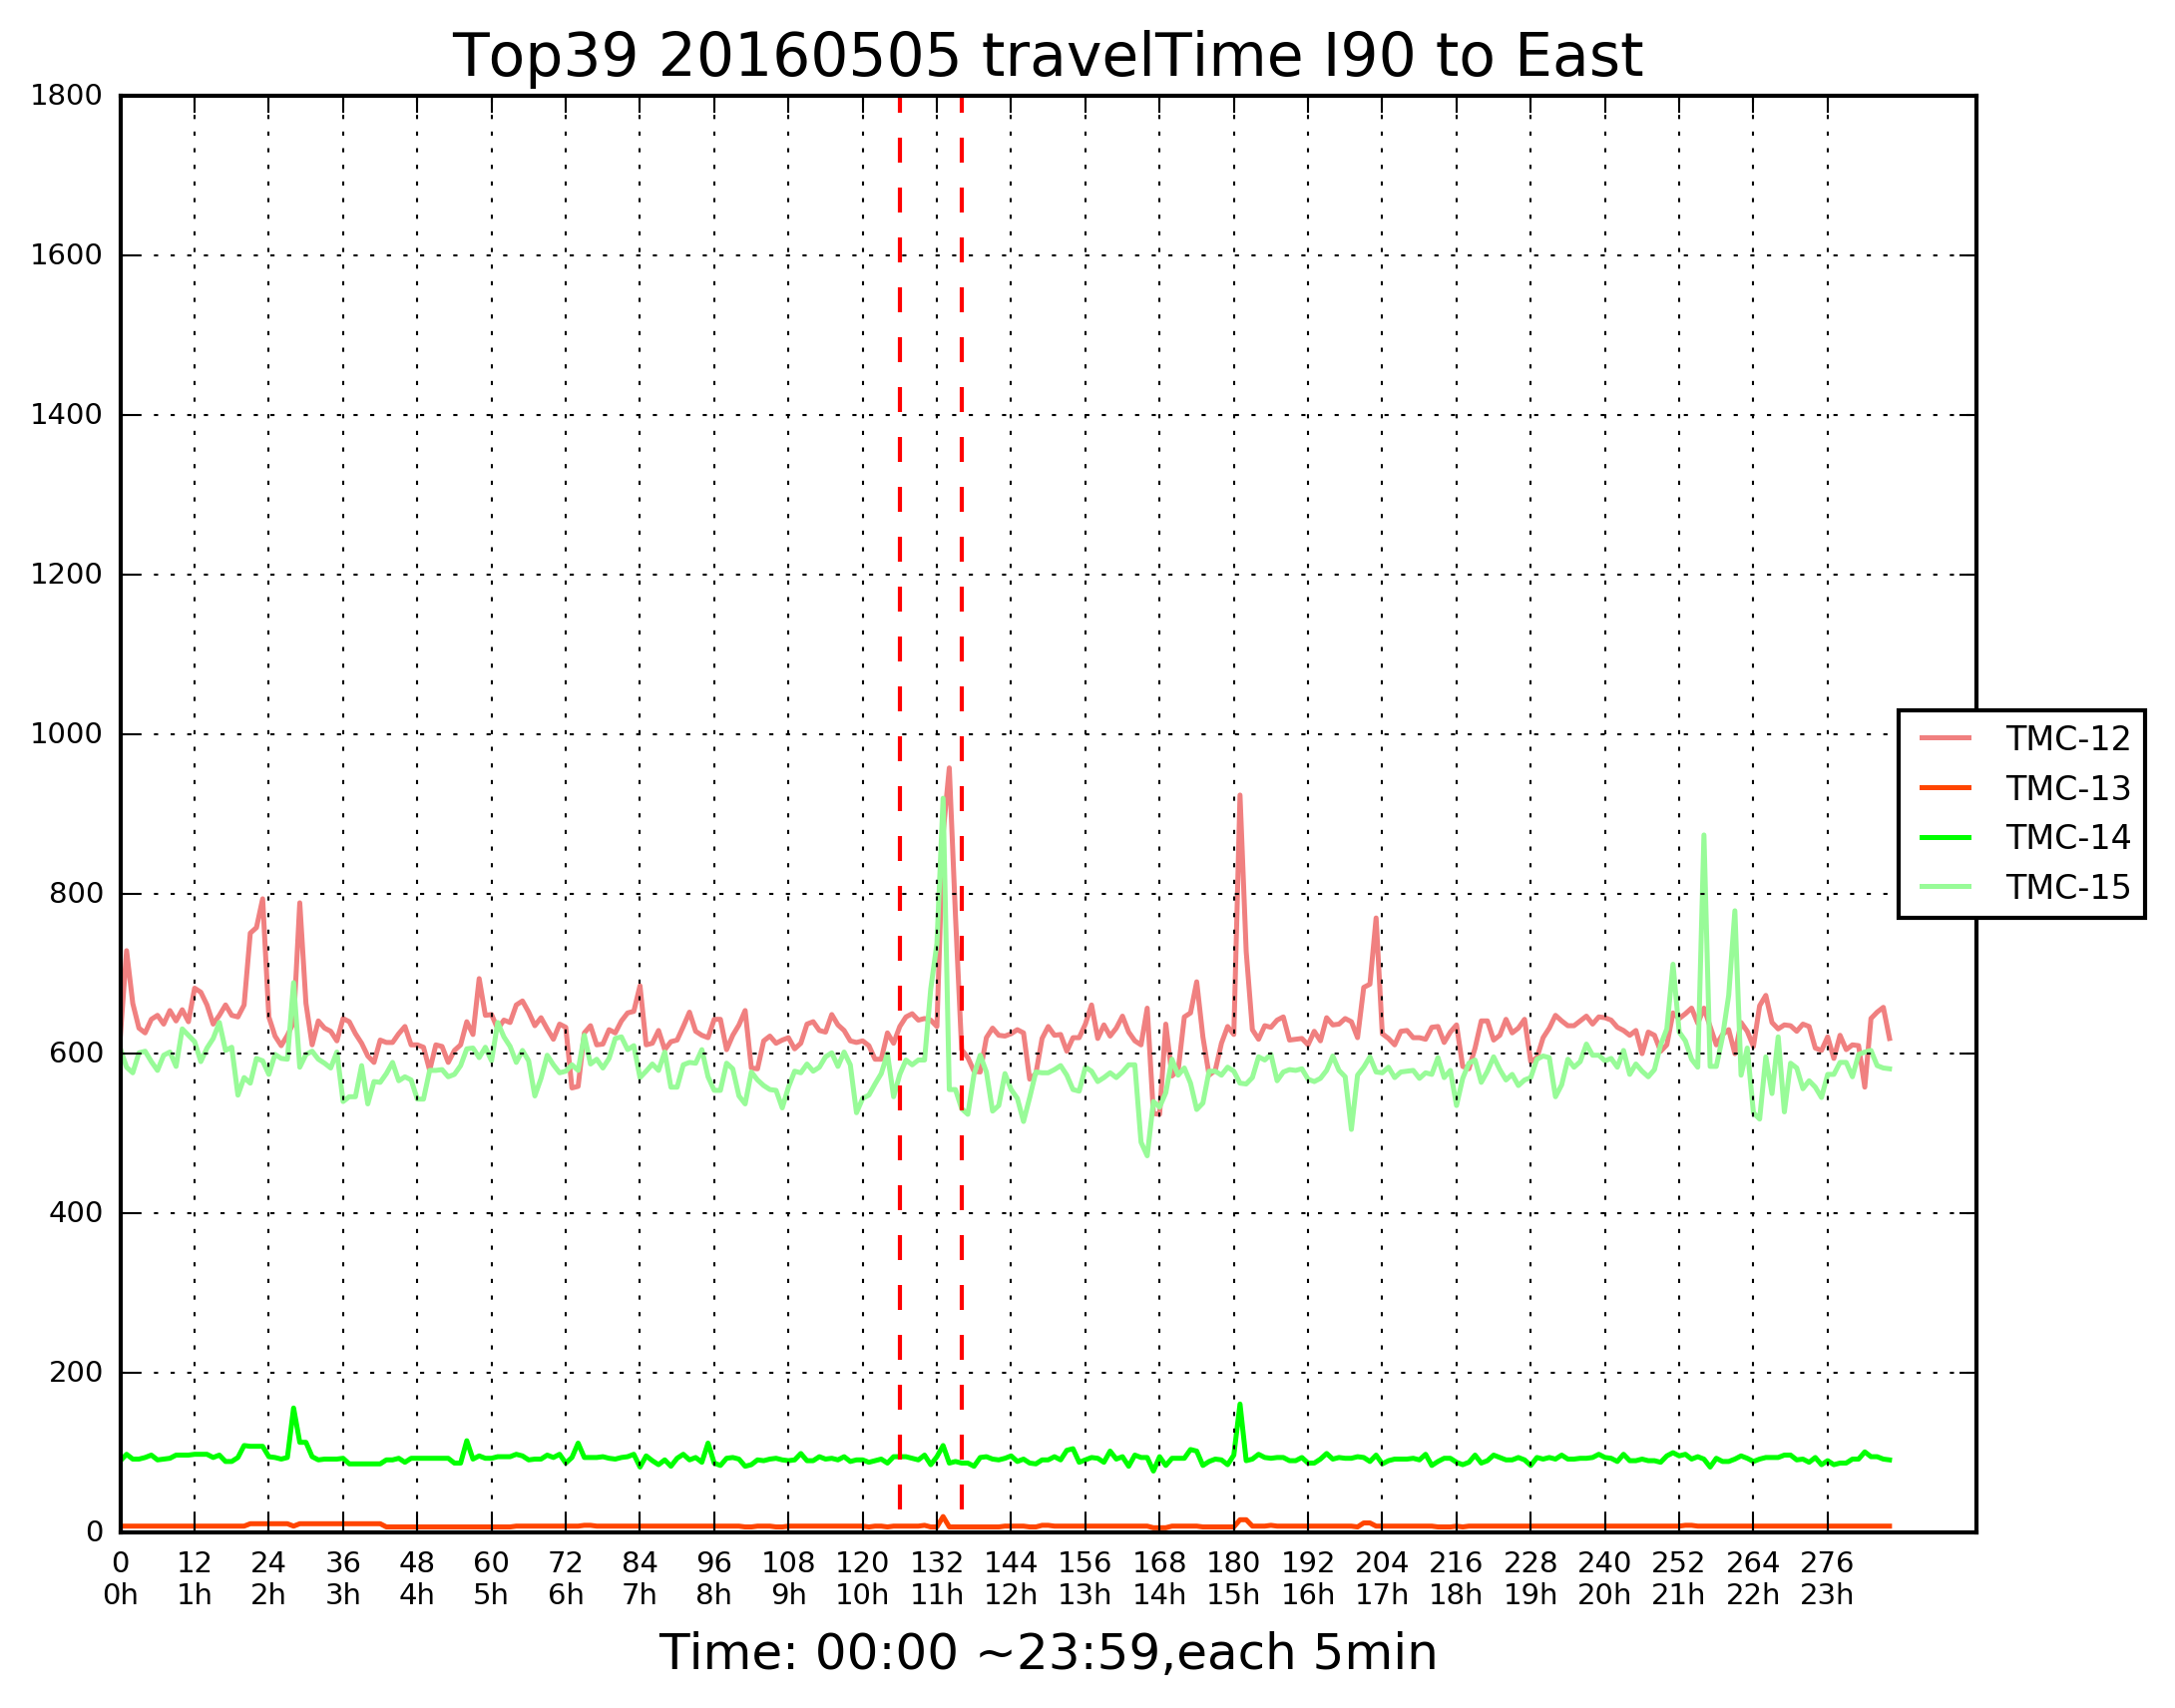 Top39 20160505 travelTime I90 to East
1800
1600
1400
1200
1000
800
600
400
200
0
TMC-12
TMC-13
TMC-14
TMC-15
0 12 24 36 48 60 72 84 96 108 120 132 144 156 168 180 192 204 216 228 240 252 264 276
0h 1h 2h 3h 4h 5h 6h 7h 8h 9h 10h 11h 12h 13h 14h 15h 16h 17h 18h 19h 20h 21h 22h 23h
Time: 00:00 ~23:59,each 5min